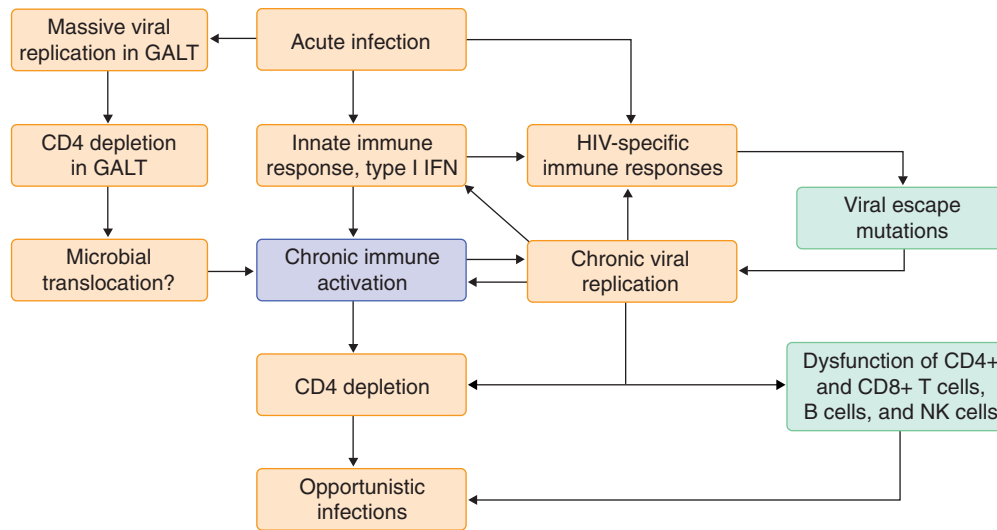 Massive viral
replication in GALT
Acute infection
CD4 depletion
in GALT
Innate immune
response, type I IFN
HIV-specific
immune responses
Viral escape
mutations
Microbial
translocation?
Chronic immune
activation
Chronic viral
replication
CD4 depletion
Dysfunction of CD4+
and CD8+ T cells,
B cells, and NK cells
Opportunistic
infections